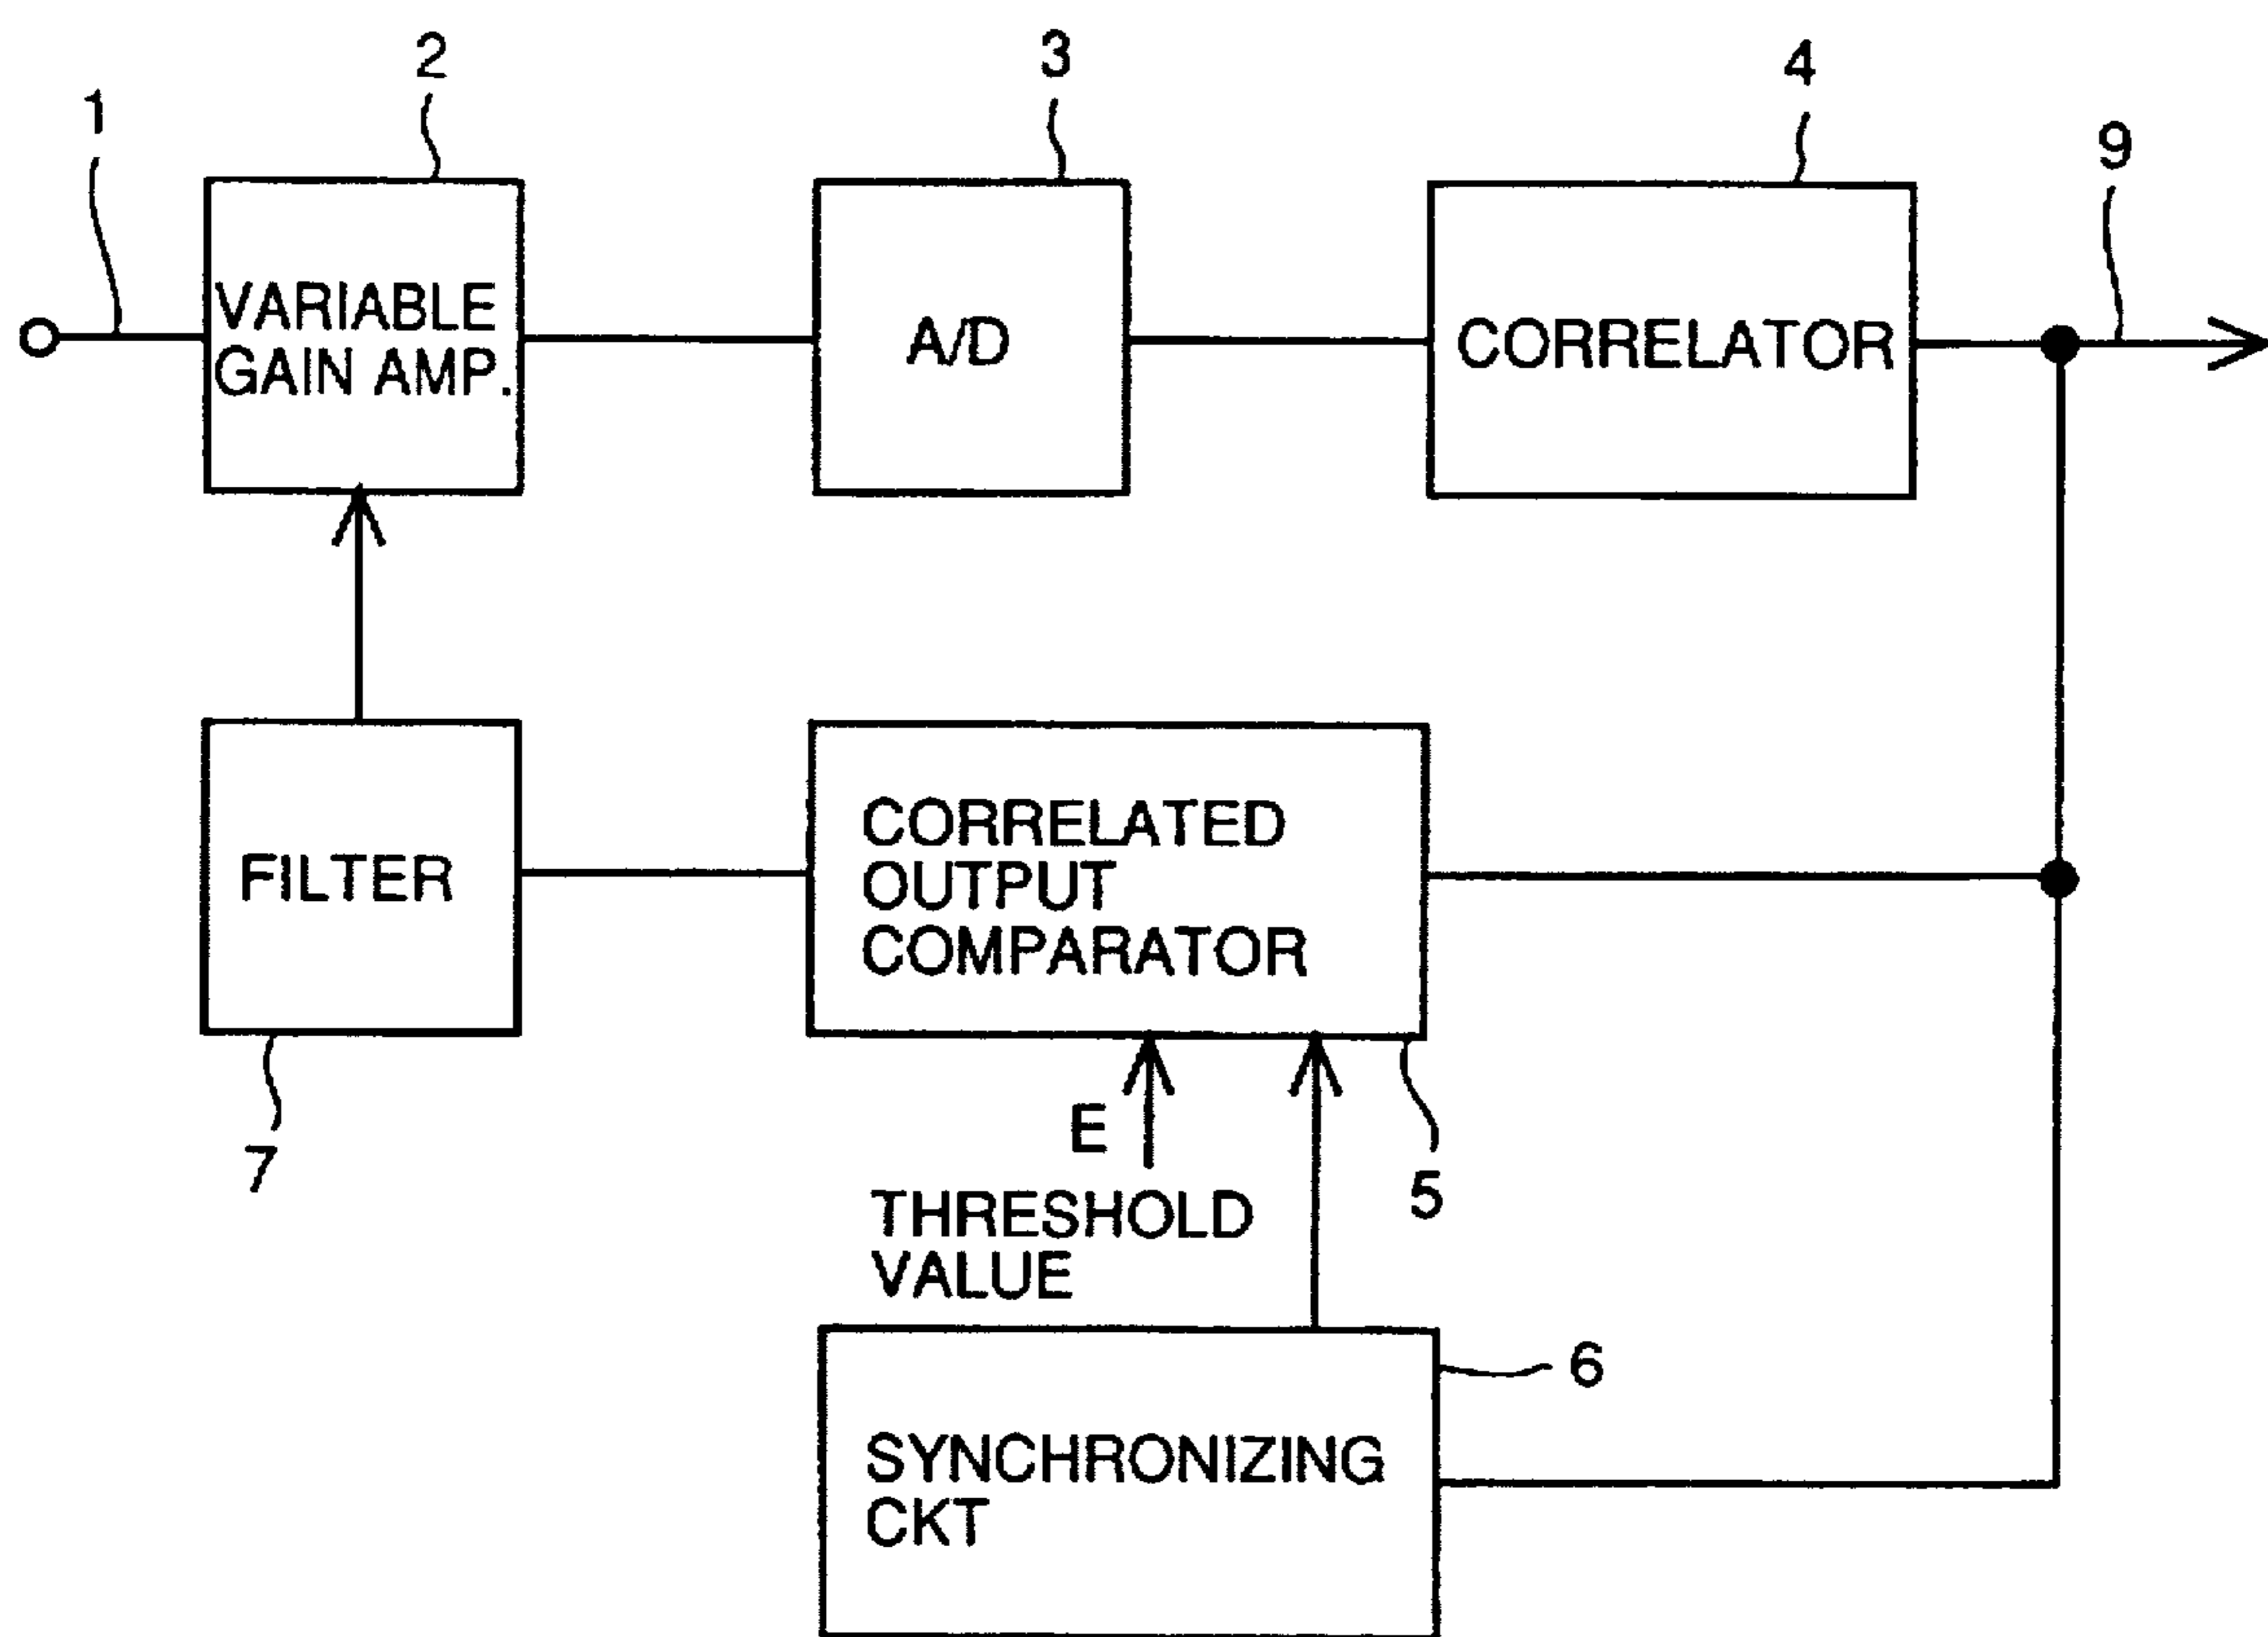 1
2
3
4
9
VARIABLE
GAIN AMP.
A/D
CORRELATOR
FILTER
CORRELATED
OUTPUT
COMPARATOR
7
E
THRESHOLD
VALUE
5
6
SYNCHRONIZING
CKT